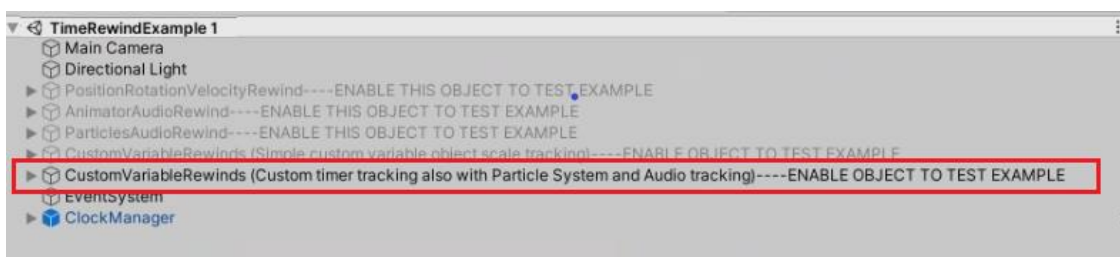 TimeRewindExample 1
Main Camera
Directional Light
PositionRotationVelocityRewind----ENABLE THIS OBJECT TO TEST EXAMPLE
AnimatorAudioRewind----ENABLE THIS OBJECT TO TEST EXAMPLE
ParticlesAudioRewind----ENABLE THIS OBJECT TO TEST EXAMPLE
CustomVariableRewinds (Simple custom variable object scale tracking)----ENABLE OBJECT TO TEST EXAMPLE
CustomVariableRewinds (Custom timer tracking also with Particle System and Audio tracking)----ENABLE OBJECT TO TEST EXAMPLE
EventSystem
ClockManager